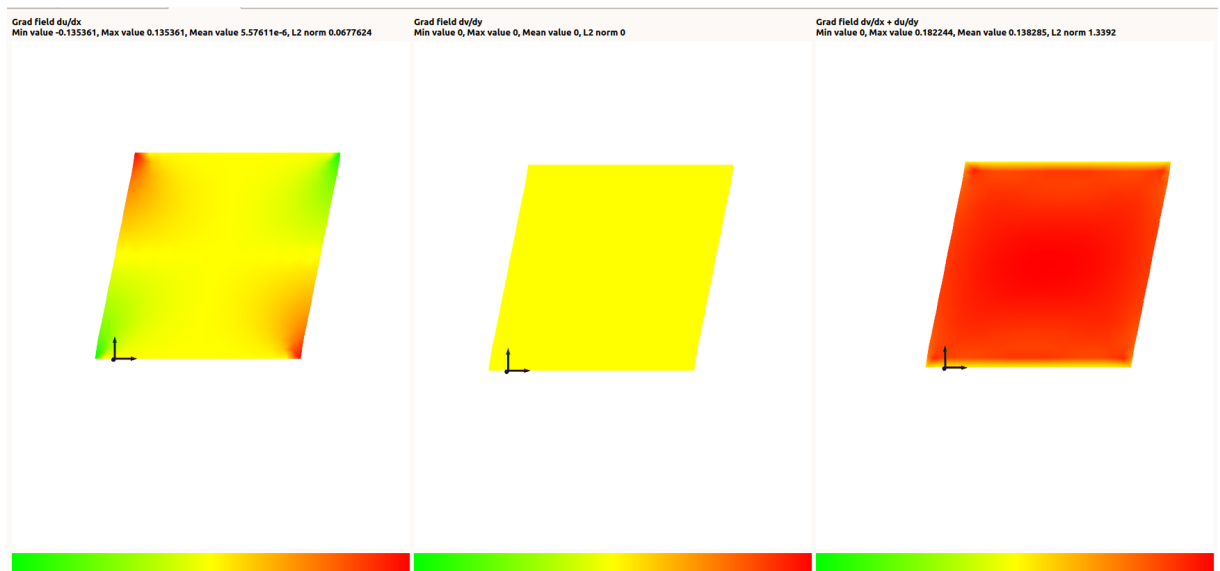 Grad field du/dx
Min value -0.135361, Max value 0.135361, Mean value 5.57611e-6, L2 norm 0.0677624
Grad field dv/dy
Min value 0, Max value 0, Mean value 0, L2 norm 0
Grad field dv/dx + du/dy
Min value 0, Max value 0.182244, Mean value 0.138285, L2 norm 1.3392